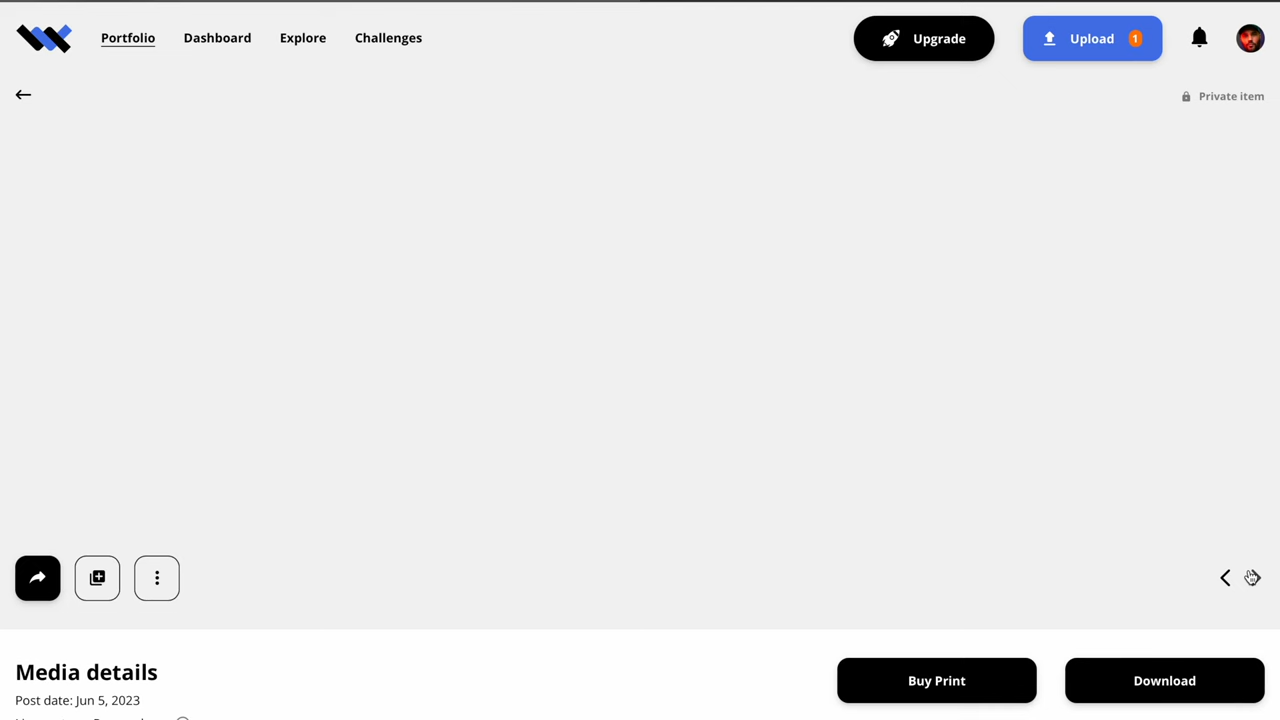 Portfolio Dashboard Explore Challenges Upgrade Upload 1
Private item
Media details
Buy Print Download
Post date: Jun 5, 2023